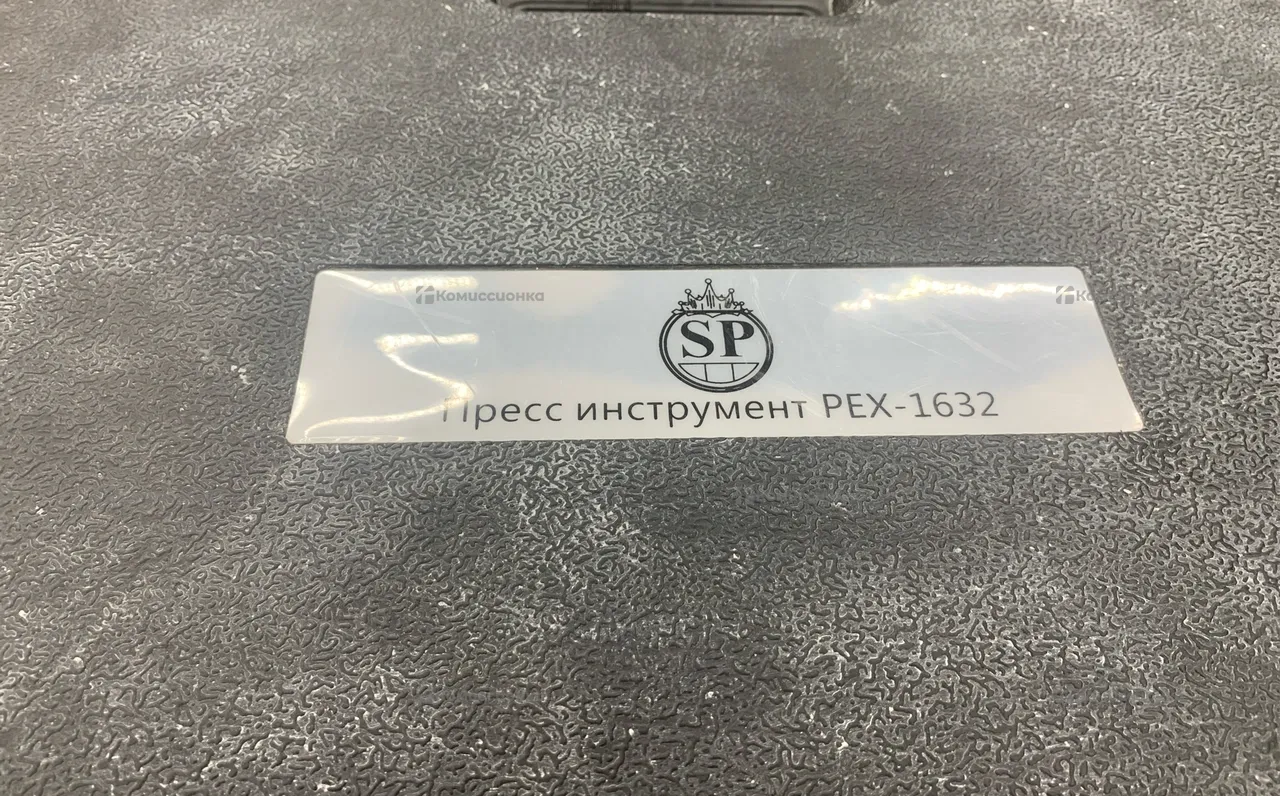 Комиссионка
SP
Пресс инструмент PEX-1632